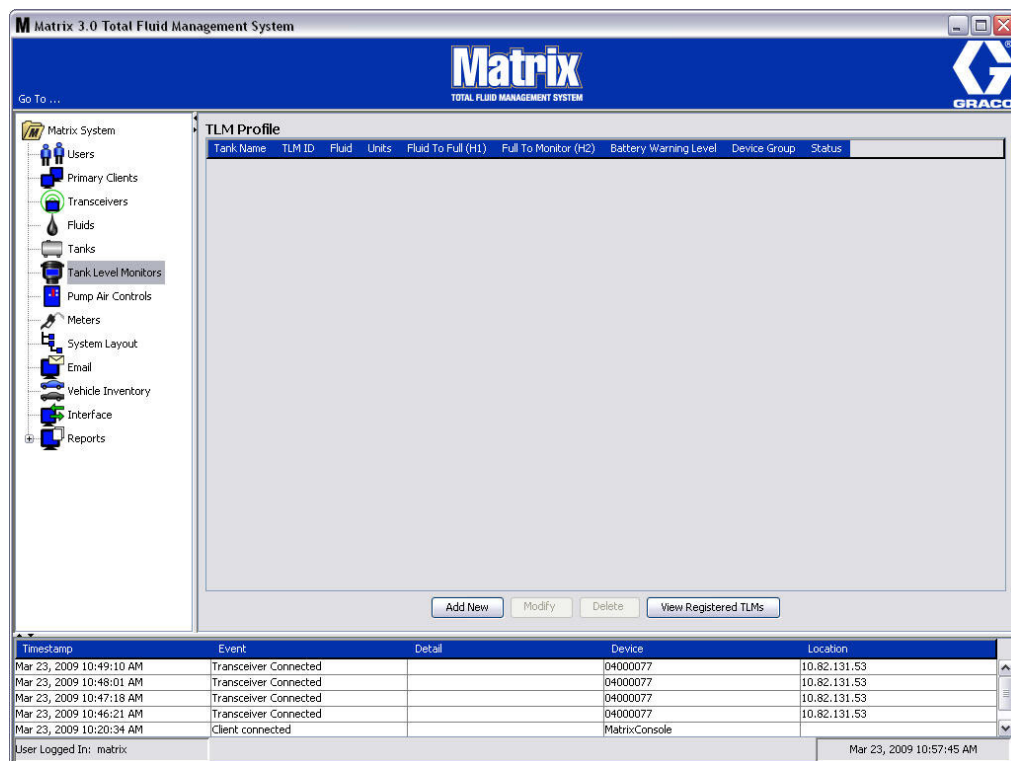 Matrix 3.0 Total Fluid Management System
Matrix
TOTAL FLUID MANAGEMENT SYSTEM
Go To ...
GRACO
Matrix System
Users
Primary Clients
Transceivers
Fluids
Tanks
Tank Level Monitors
Pump Air Controls
Meters
System Layout
Email
Vehicle Inventory
Interface
Reports
TLM Profile
Tank Name TLM ID Fluid Units Fluid To Full (H1) Full To Monitor (H2) Battery Warning Level Device Group Status
Add New Modify Delete View Registered TLMs
Timestamp Event Detail Device Location
Mar 23, 2009 10:49:10 AM Transceiver Connected 04000077 10.82.131.53
Mar 23, 2009 10:48:01 AM Transceiver Connected 04000077 10.82.131.53
Mar 23, 2009 10:47:18 AM Transceiver Connected 04000077 10.82.131.53
Mar 23, 2009 10:46:21 AM Transceiver Connected 04000077 10.82.131.53
Mar 23, 2009 10:20:34 AM Client connected MatrixConsole
User Logged In: matrix Mar 23, 2009 10:57:45 AM